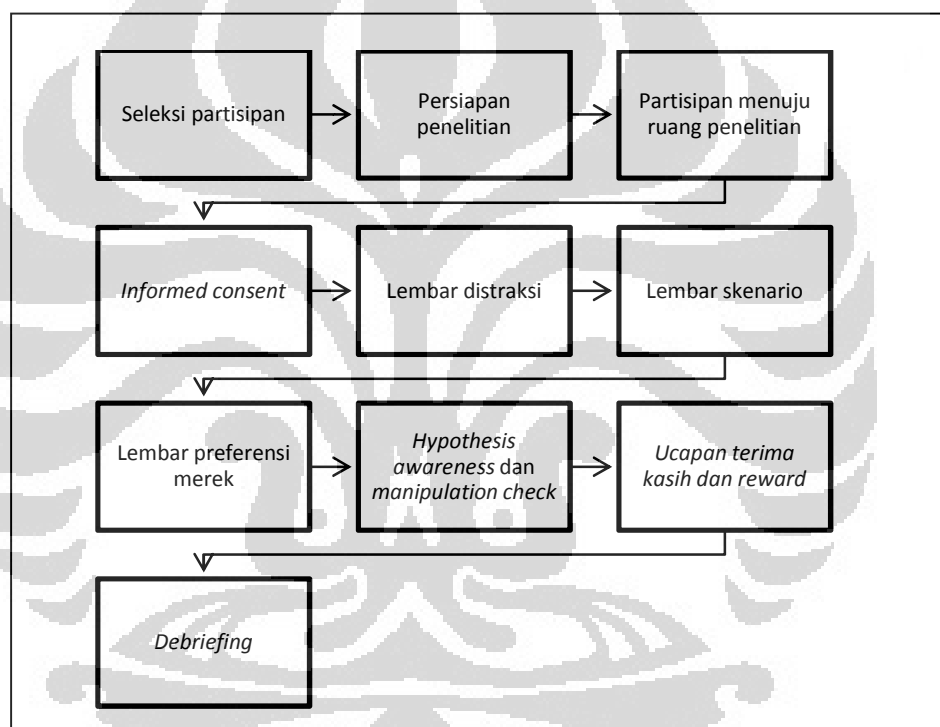 Seleksi partisipan
Persiapan
penelitian
Partisipan menuju
ruang penelitian
Informed consent
Lembar distraksi
Lembar skenario
Lembar preferensi
merek
Hypothesis
awareness dan
manipulation check
Ucapan terima
kasih dan reward
Debriefing